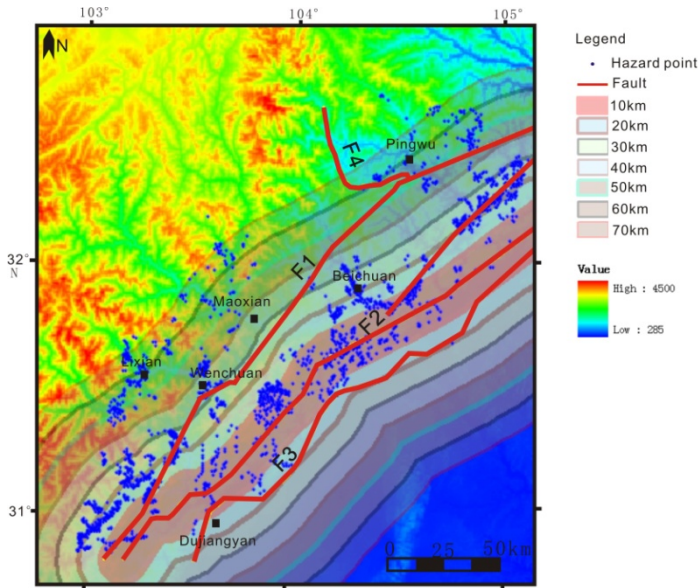 103° 104° 105°
N
Legend
Hazard point
Fault
10km
20km
30km
40km
50km
60km
70km
Value
High : 4500
Low : 285
Pingwu
F4
32°
N
F1
Beichuan
Maoxian
F2
Lixian
Wenchuan
F3
31°
Dujiangyan
0 25 50km